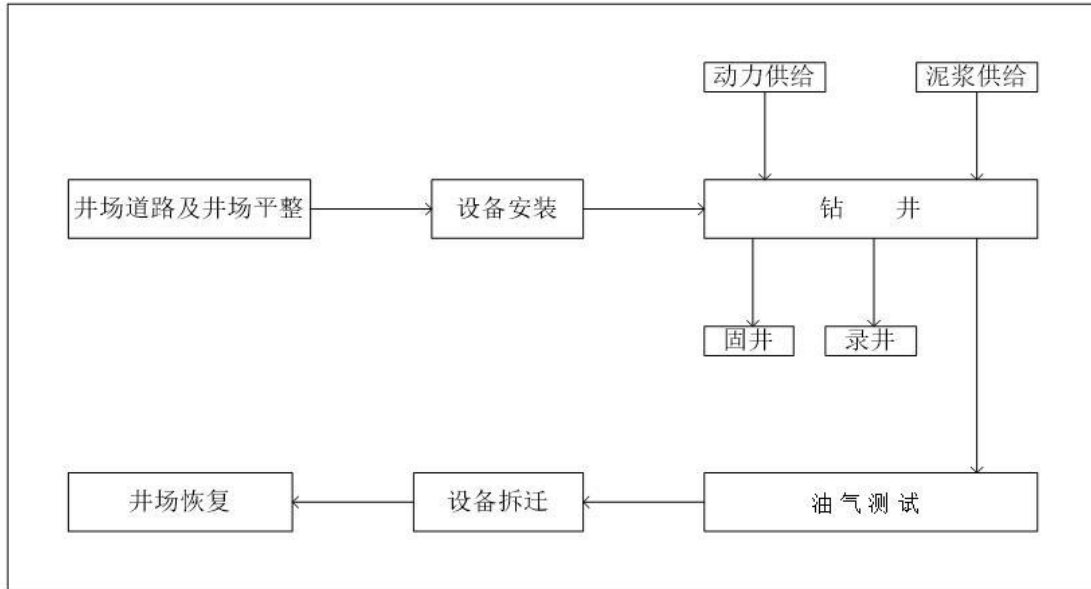 动力供给
泥浆供给
井场道路及井场平整
设备安装
钻 井
固井
录井
井场恢复
设备拆迁
油气测试